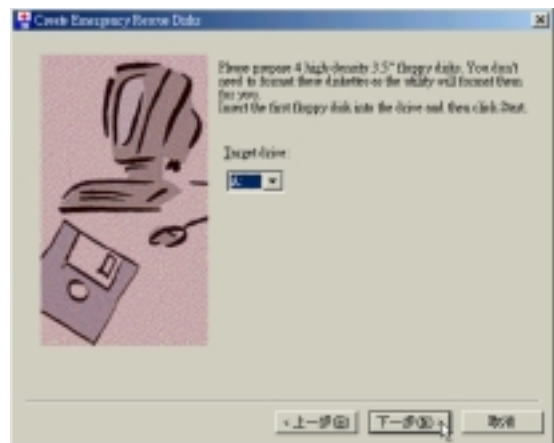 Create Emergency Rescue Disks
Please prepare 4 high-density 3.5" floppy disks. You don't
need to format these diskettes as the utility will format them
for you.
Insert the first floppy disk into the drive and then click Start.
Target drive:
A:
<上一步(B)
下一步(N)>
取消